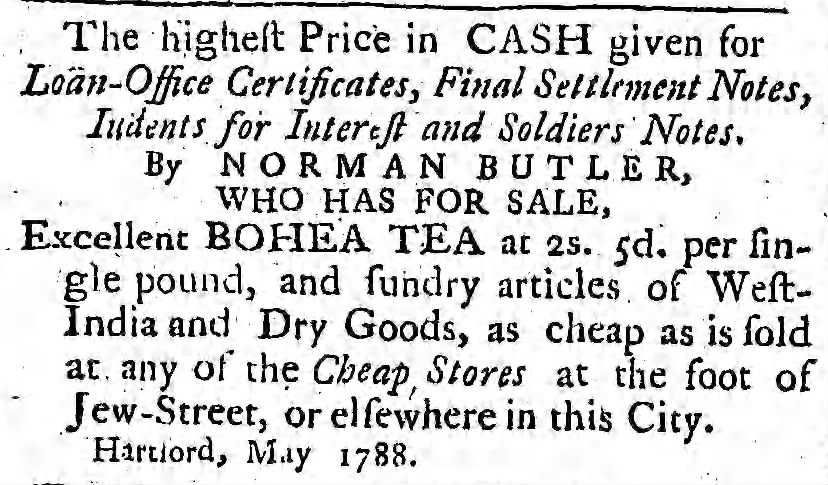 The higheſt Price in CASH given for
Loan-Office Certificates, Final Settlement Notes,
Indents for Intereſt and Soldiers Notes.
By NORMAN BUTLER,
WHO HAS FOR SALE,
Excellent BOHEA TEA at 2s. 5d. per ſin-
gle pound, and ſundry articles of Weſt-
India and Dry Goods, as cheap as is ſold
at any of the Cheap Stores at the foot of
Jew-Street, or elſewhere in this City.
Hartford, May 1788.